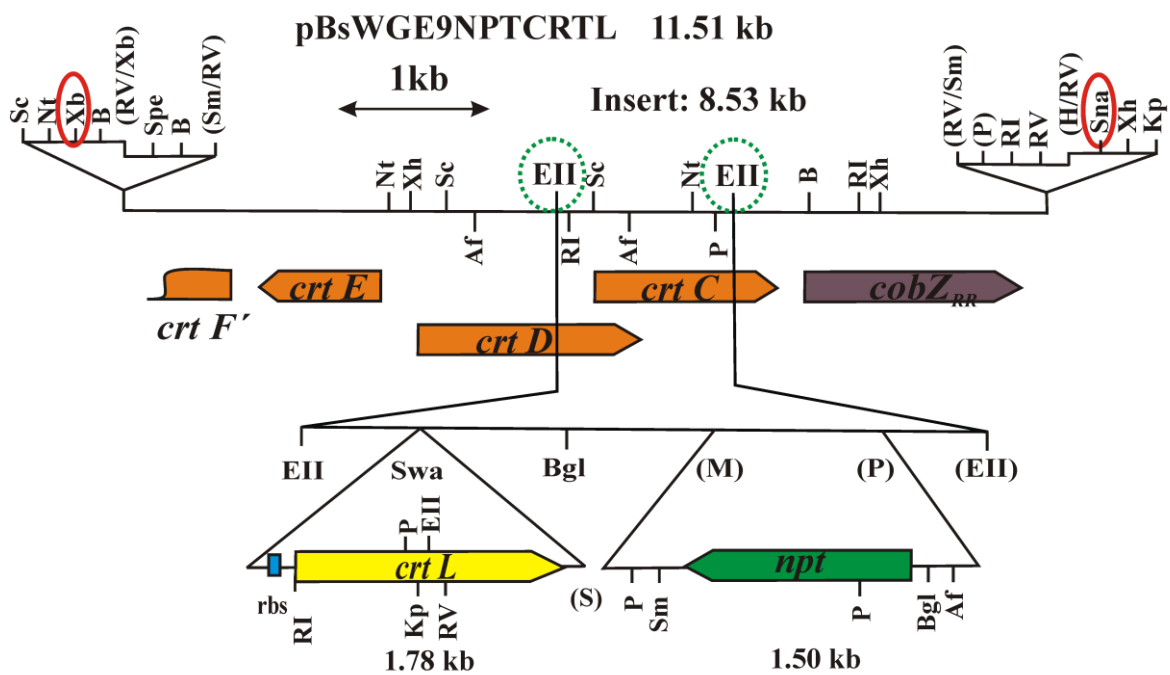 pBsWGE9NPTCRTL 11.51 kb
1kb
Insert: 8.53 kb
Sc Nt Xb B (RV/Xb) Spe B (Sm/RV)
(RV/Sm) (P) RI RV (H/RV) Sna Xh Kp
Nt Xh Sc EII Sc Nt EII B RI Xh
Af RI Af P
crt F´ crt E crt C cobZRR
crt D
EII Swa Bgl (M) (P) (EII)
P EII
crt L npt
rbs RI Kp RV (S) P Sm P Bgl Af
1.78 kb 1.50 kb